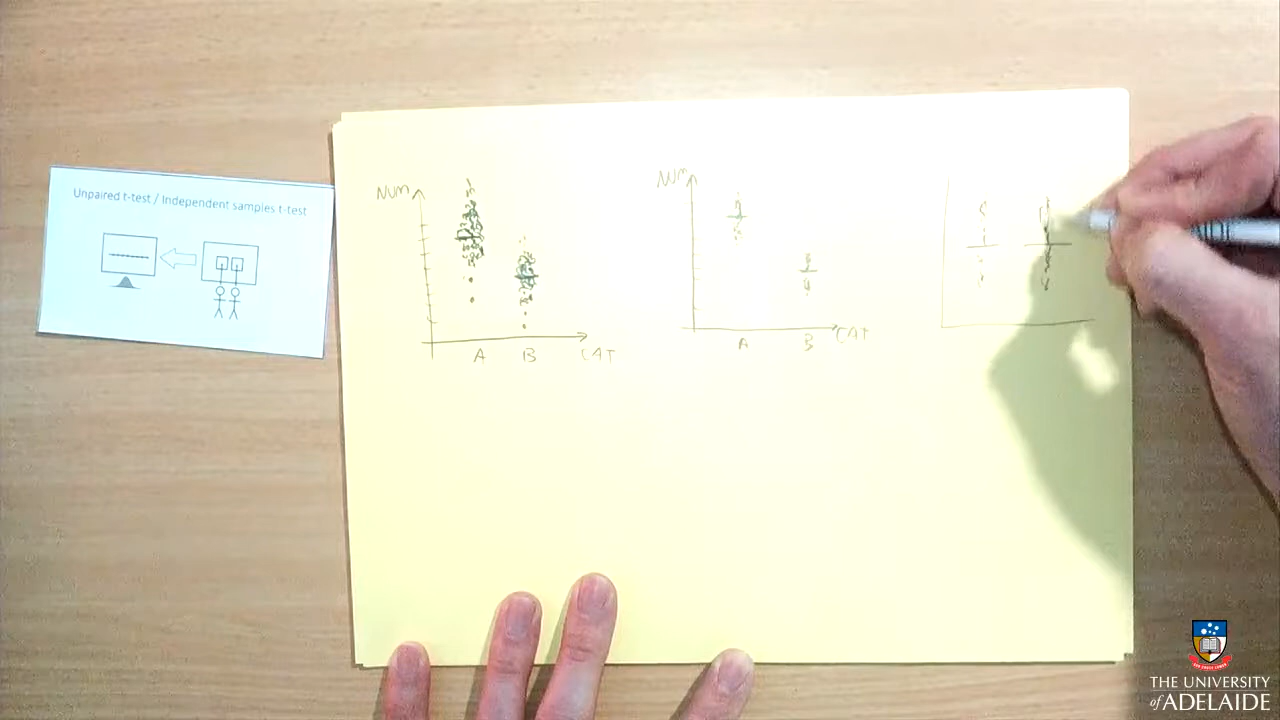 Unpaired t-test / Independent samples t-test
NUM
A B CAT
NUM
A B CAT
THE UNIVERSITY
of ADELAIDE